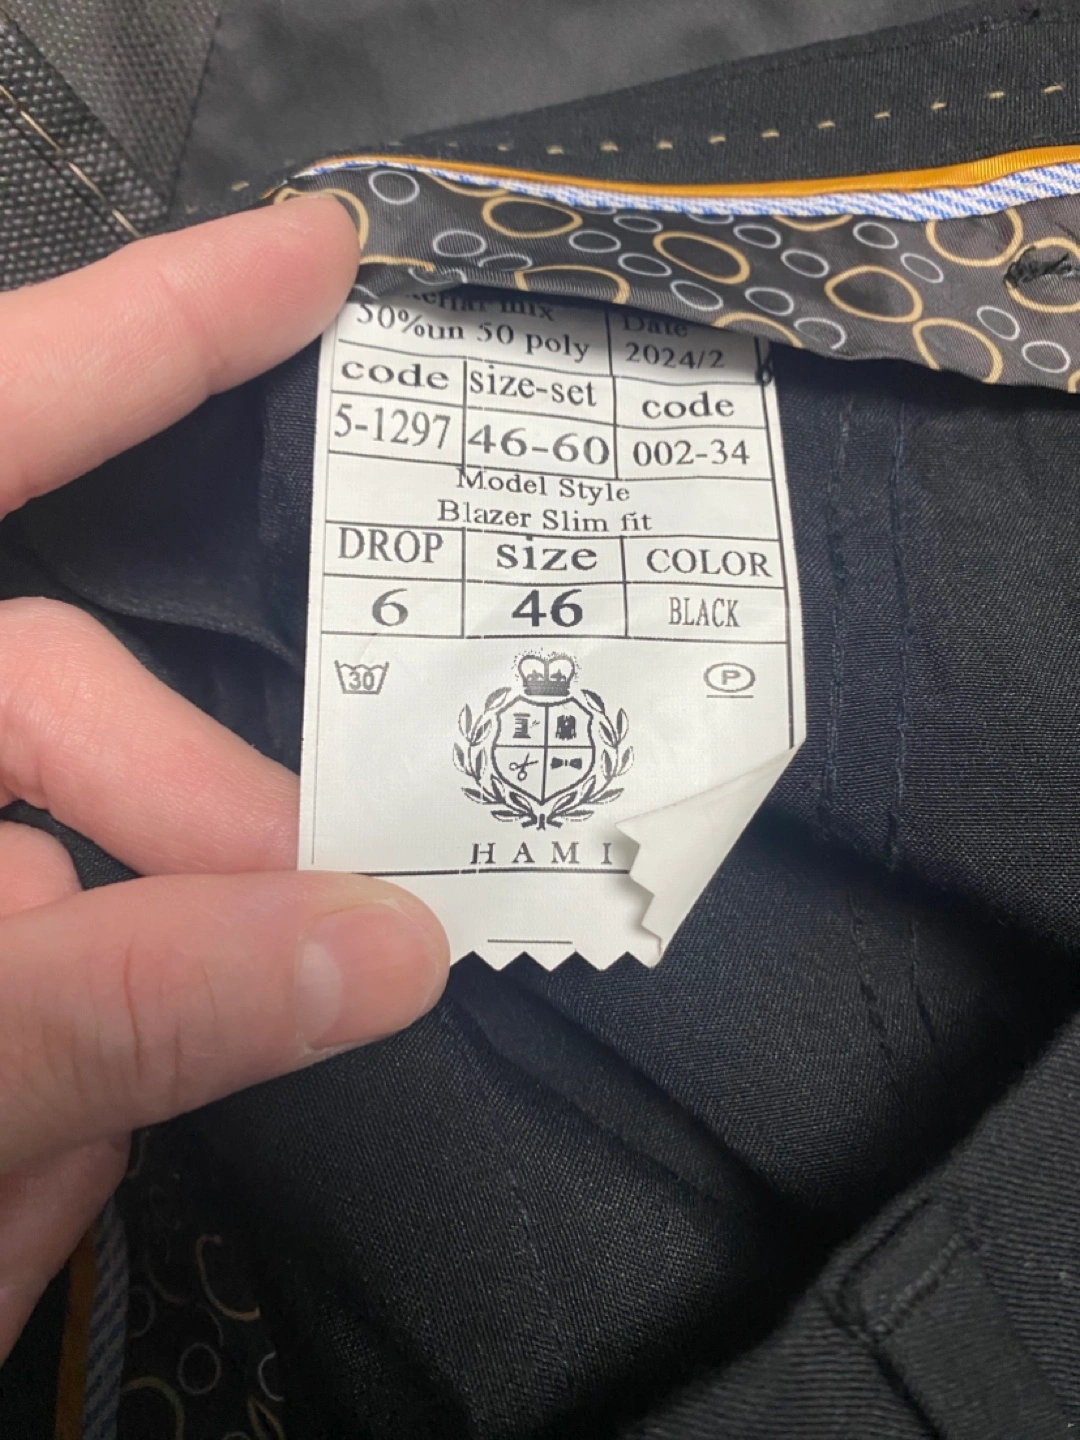 mix
50%un 50 poly
Date
2024/2
code size-set code
5-1297 46-60 002-34
Model Style
Blazer Slim fit
DROP size COLOR
6 46 BLACK
30
P
HAMI